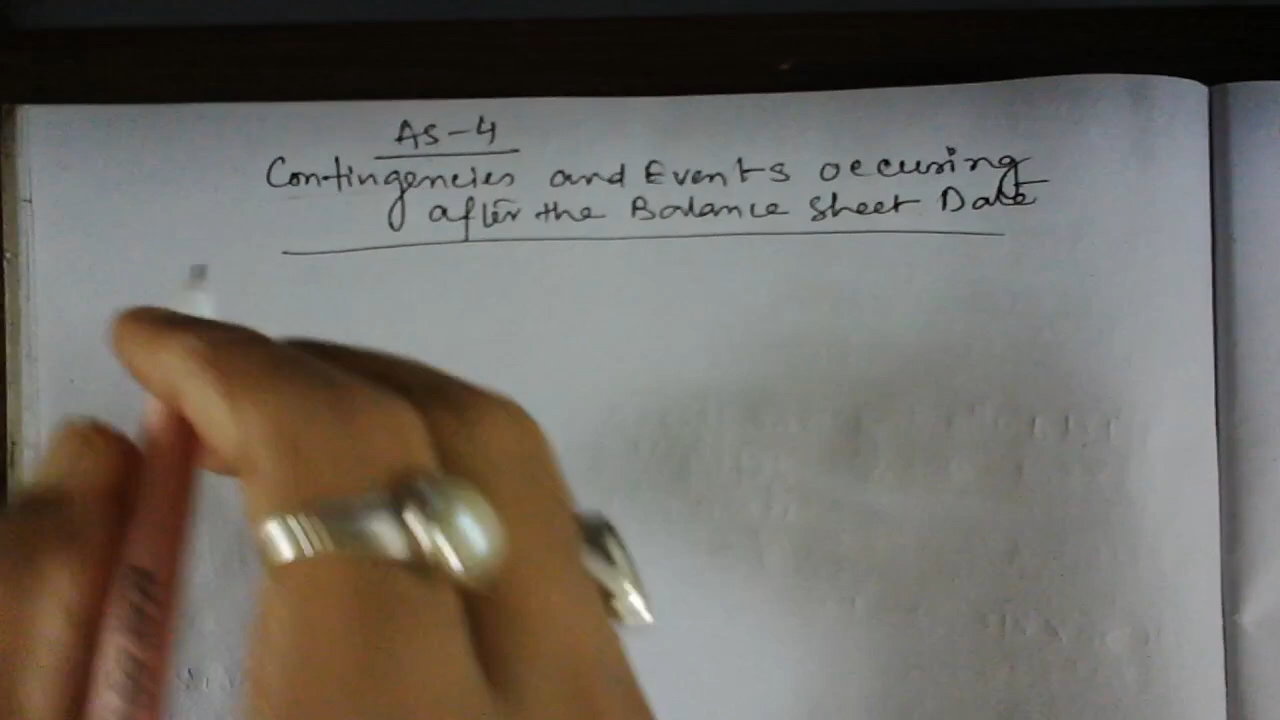 AS-4
Contingencies and Events occuring
after the Balance Sheet Date